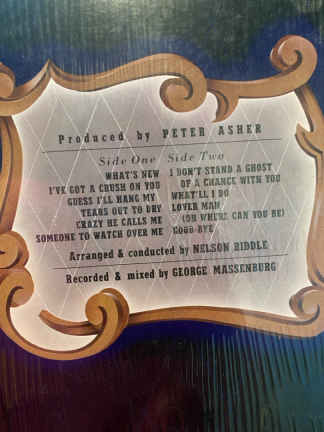 Produced by PETER ASHER
Side One
WHAT'S NEW
I'VE GOT A CRUSH ON YOU
GUESS I'LL HANG MY
TEARS OUT TO DRY
CRAZY HE CALLS ME
SOMEONE TO WATCH OVER ME
Side Two
I DON'T STAND A GHOST
OF A CHANCE WITH YOU
WHAT'LL I DO
LOVER MAN
(OH WHERE CAN YOU BE)
GOOD-BYE
Arranged & conducted by NELSON RIDDLE
Recorded & mixed by GEORGE MASSENBURG